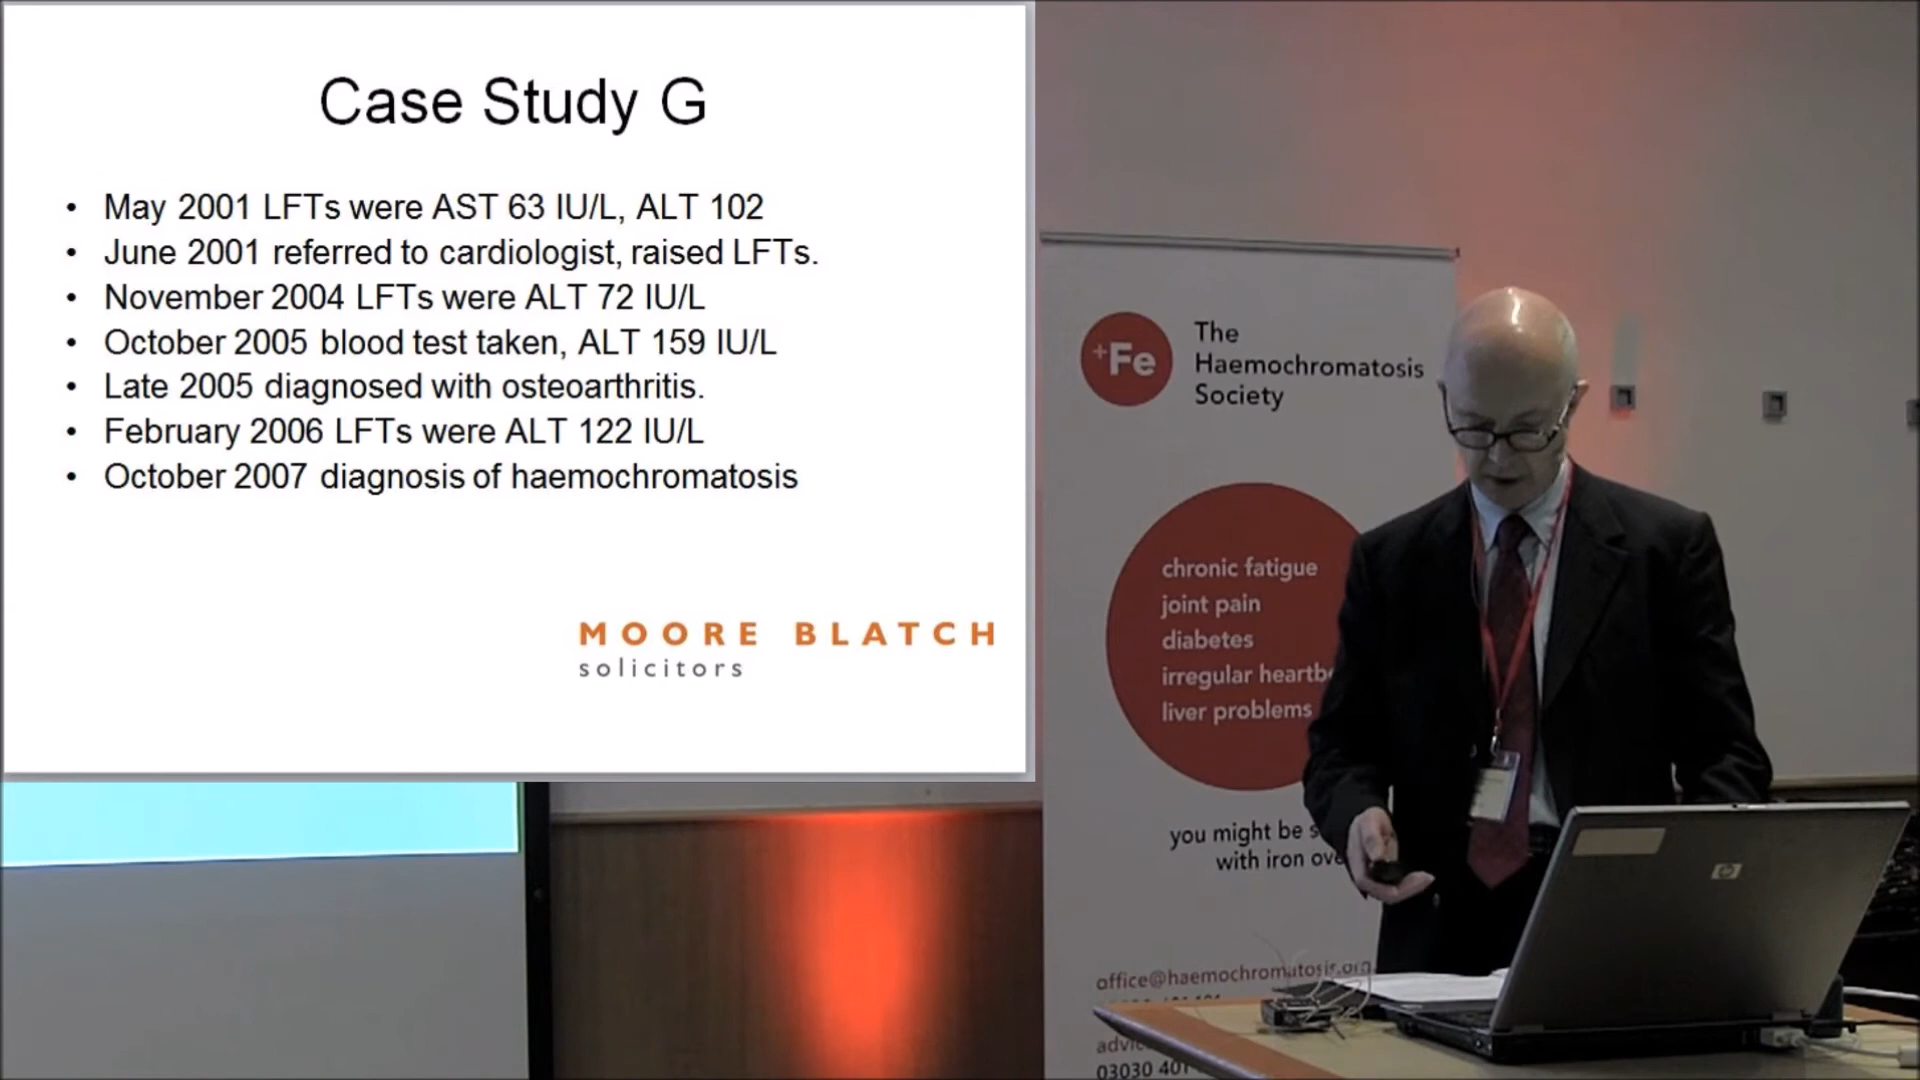 Case Study G
• May 2001 LFTs were AST 63 IU/L, ALT 102
• June 2001 referred to cardiologist, raised LFTs.
• November 2004 LFTs were ALT 72 IU/L
• October 2005 blood test taken, ALT 159 IU/L
• Late 2005 diagnosed with osteoarthritis.
• February 2006 LFTs were ALT 122 IU/L
• October 2007 diagnosis of haemochromatosis
MOORE BLATCH
solicitors
+Fe
The
Haemochromatosis
Society
chronic fatigue
joint pain
diabetes
irregular
liver problems
you might be
with iron
office@haemochromatosis.org
03030 401
hp